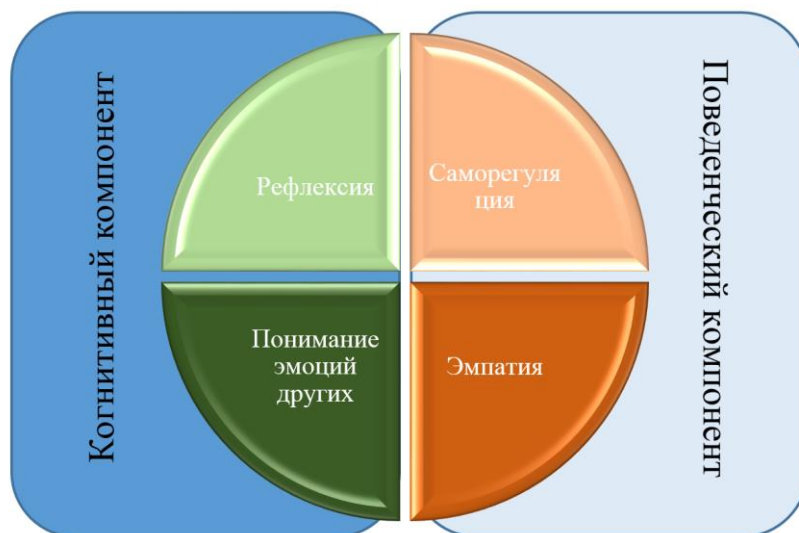 Когнитивный компонент
Рефлексия
Саморегуля
ция
Понимание
эмоций
других
Эмпатия
Поведенческий компонент